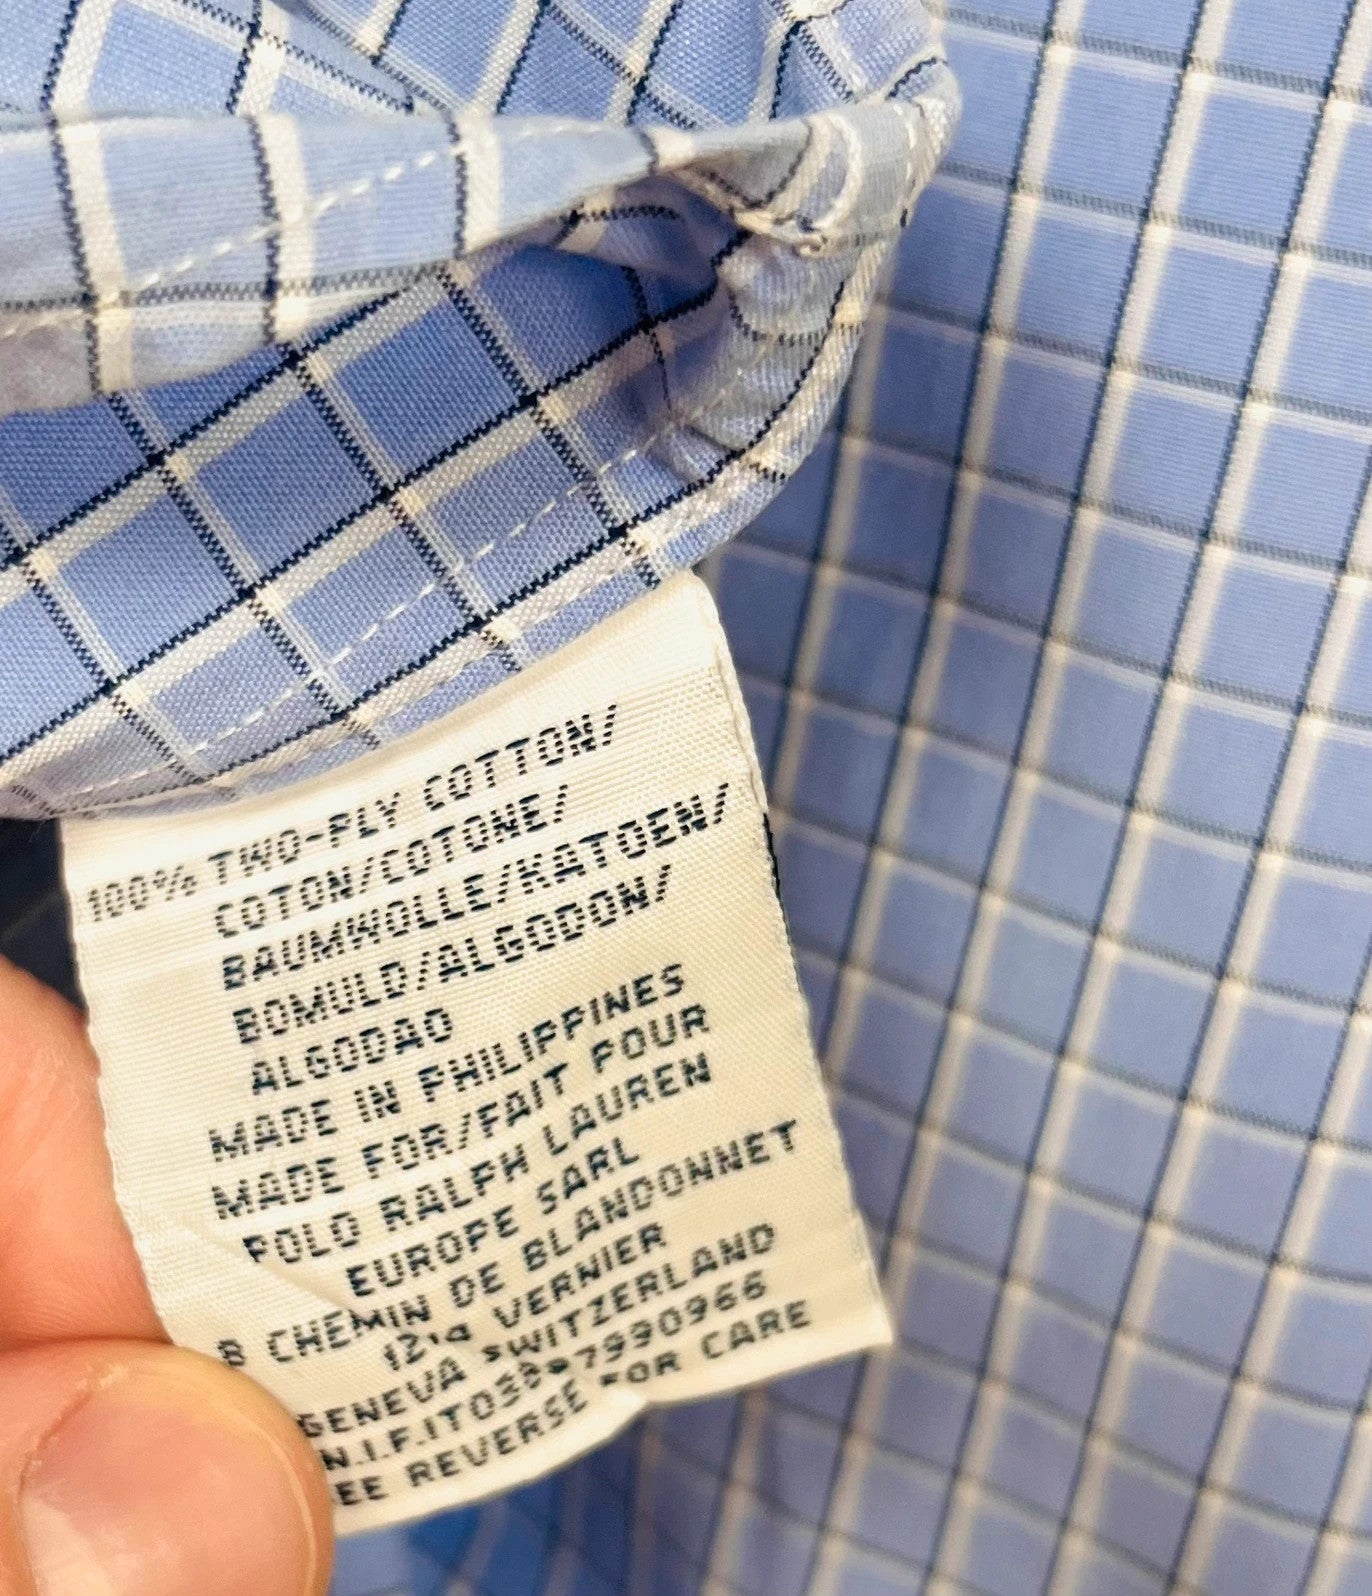 100% TWO-PLY COTTON/
COTON/COTONE/
BAUMWOLLE/KATOEN/
BOMULD/ALGODON/
ALGODAO
MADE IN PHILIPPINES
MADE FOR/FAIT POUR
POLO RALPH LAUREN
EUROPE SARL
8 CHEMIN DE BLANDONNET
VERNIER
GENEVA SWITZERLAND
EE REVERSE FOR CARE